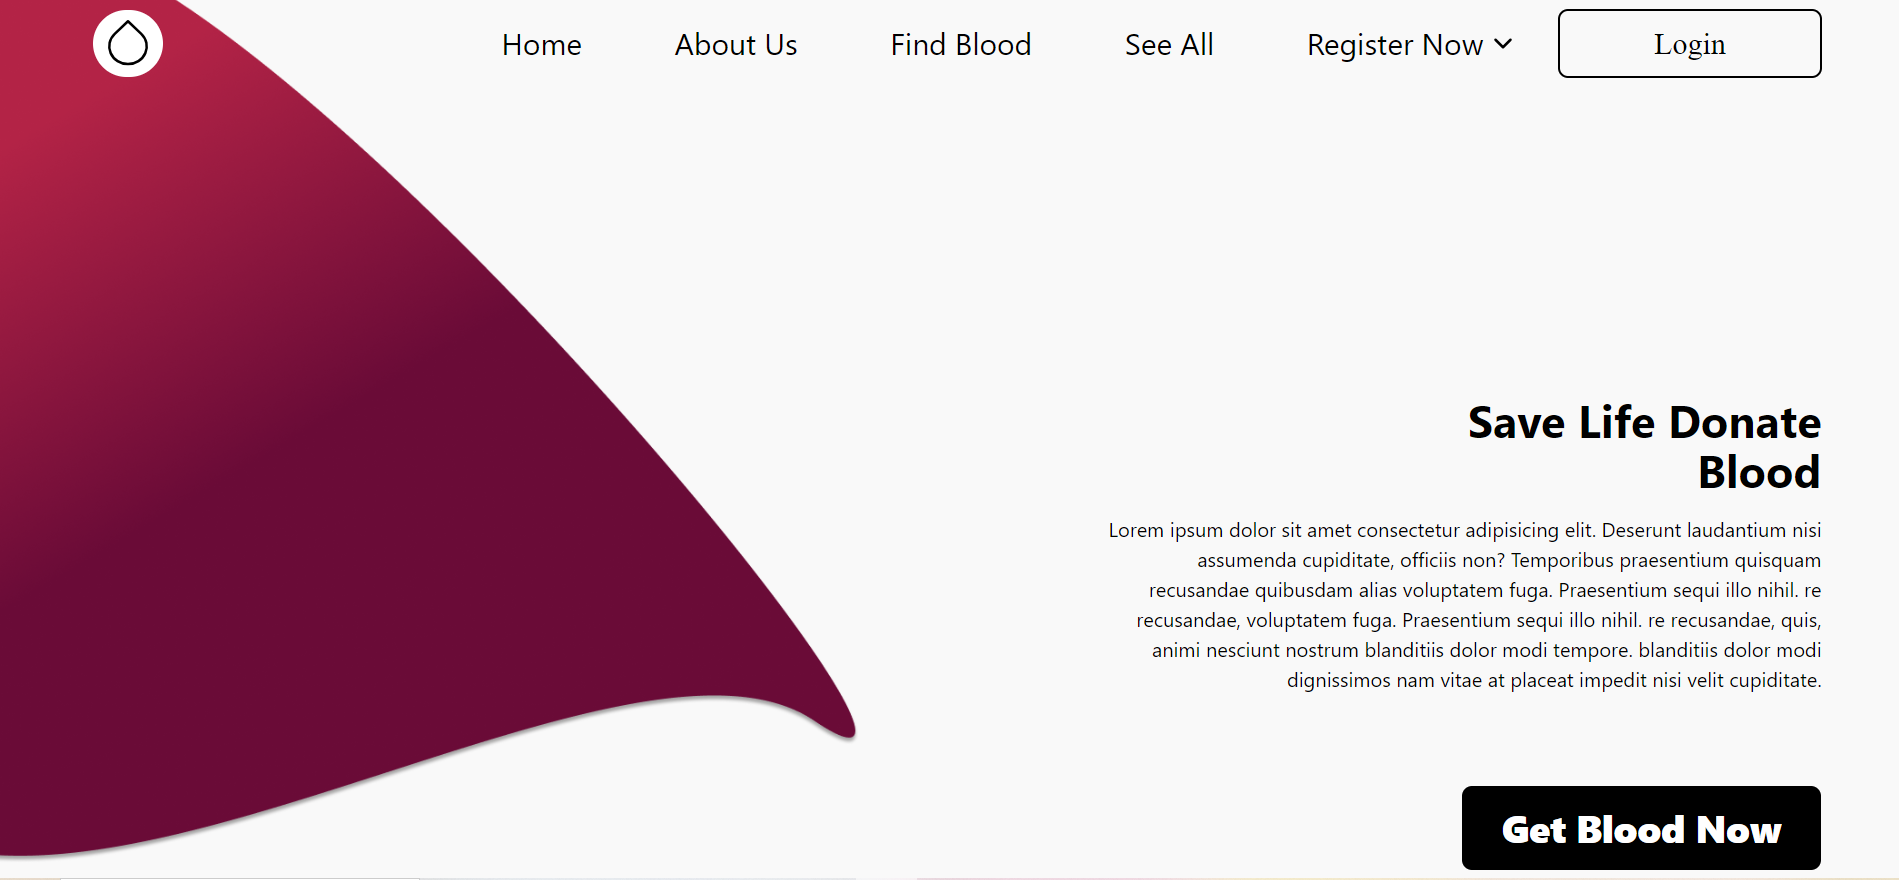 Home About Us Find Blood See All Register Now Login
Save Life Donate
Blood
Lorem ipsum dolor sit amet consectetur adipisicing elit. Deserunt laudantium nisi
assumenda cupiditate, officiis non? Temporibus praesentium quisquam
recusandae quibusdam alias voluptatem fuga. Praesentium sequi illo nihil. re
recusandae, voluptatem fuga. Praesentium sequi illo nihil. re recusandae, quis,
animi nesciunt nostrum blanditiis dolor modi tempore. blanditiis dolor modi
dignissimos nam vitae at placeat impedit nisi velit cupiditate.
Get Blood Now